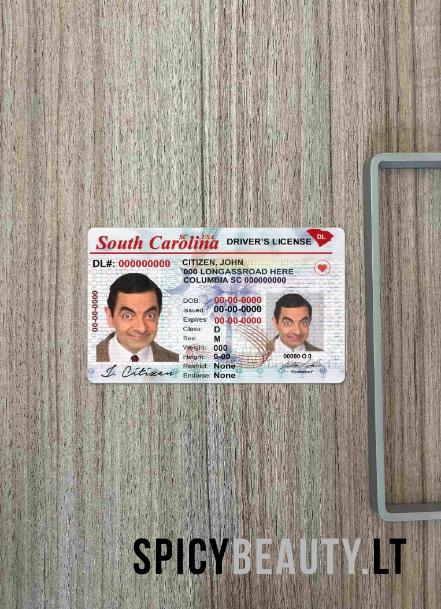 SC USA
South Carolina DRIVER'S LICENSE DL
DL#: 000000000
CITIZEN, JOHN
000 LONGASSROAD HERE
COLUMBIA SC 000000000
00-00-0000
DOB: 00-00-0000
Issued: 00-00-0000
Expires: 00-00-0000
Class: D
Sex: M
Weight: 000
Height: 0-00
Restrict: None
Endorse: None
00000 0 0
J. Citizen
SPICYBEAUTY.LT